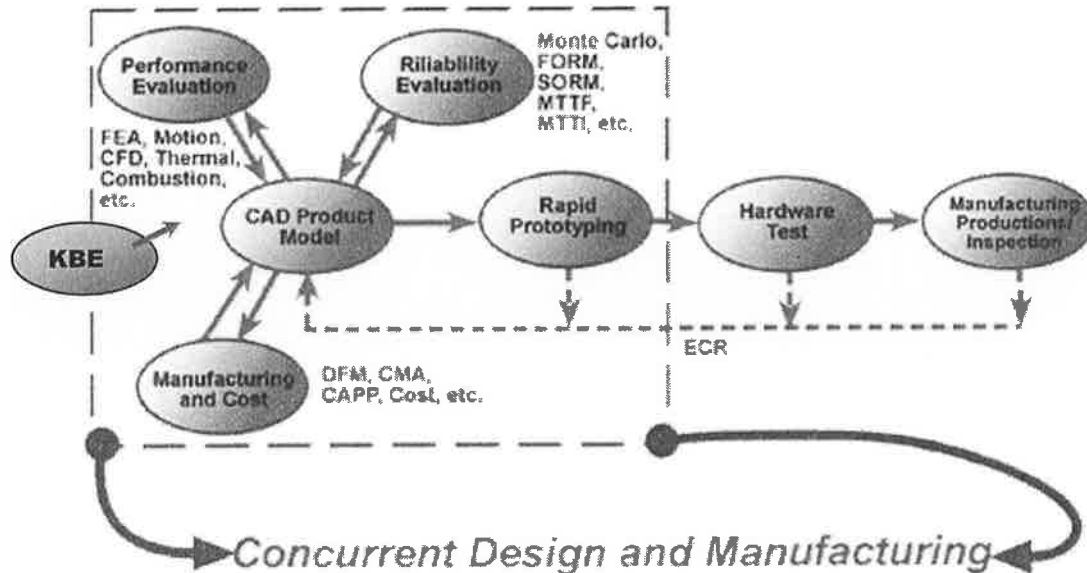 Performance
Evaluation
Riliablility
Evaluation
Monte Carlo,
FORM,
SORM,
MTTF,
MTTI, etc.
FEA, Motion,
CFD, Thermal,
Combustion,
etc.
KBE
CAD Product
Model
Rapid
Prototyping
Hardware
Test
Manufacturing
Productions/
Inspection
ECR
Manufacturing
and Cost
DFM, CMA,
CAPP, Cost, etc.
Concurrent Design and Manufacturing